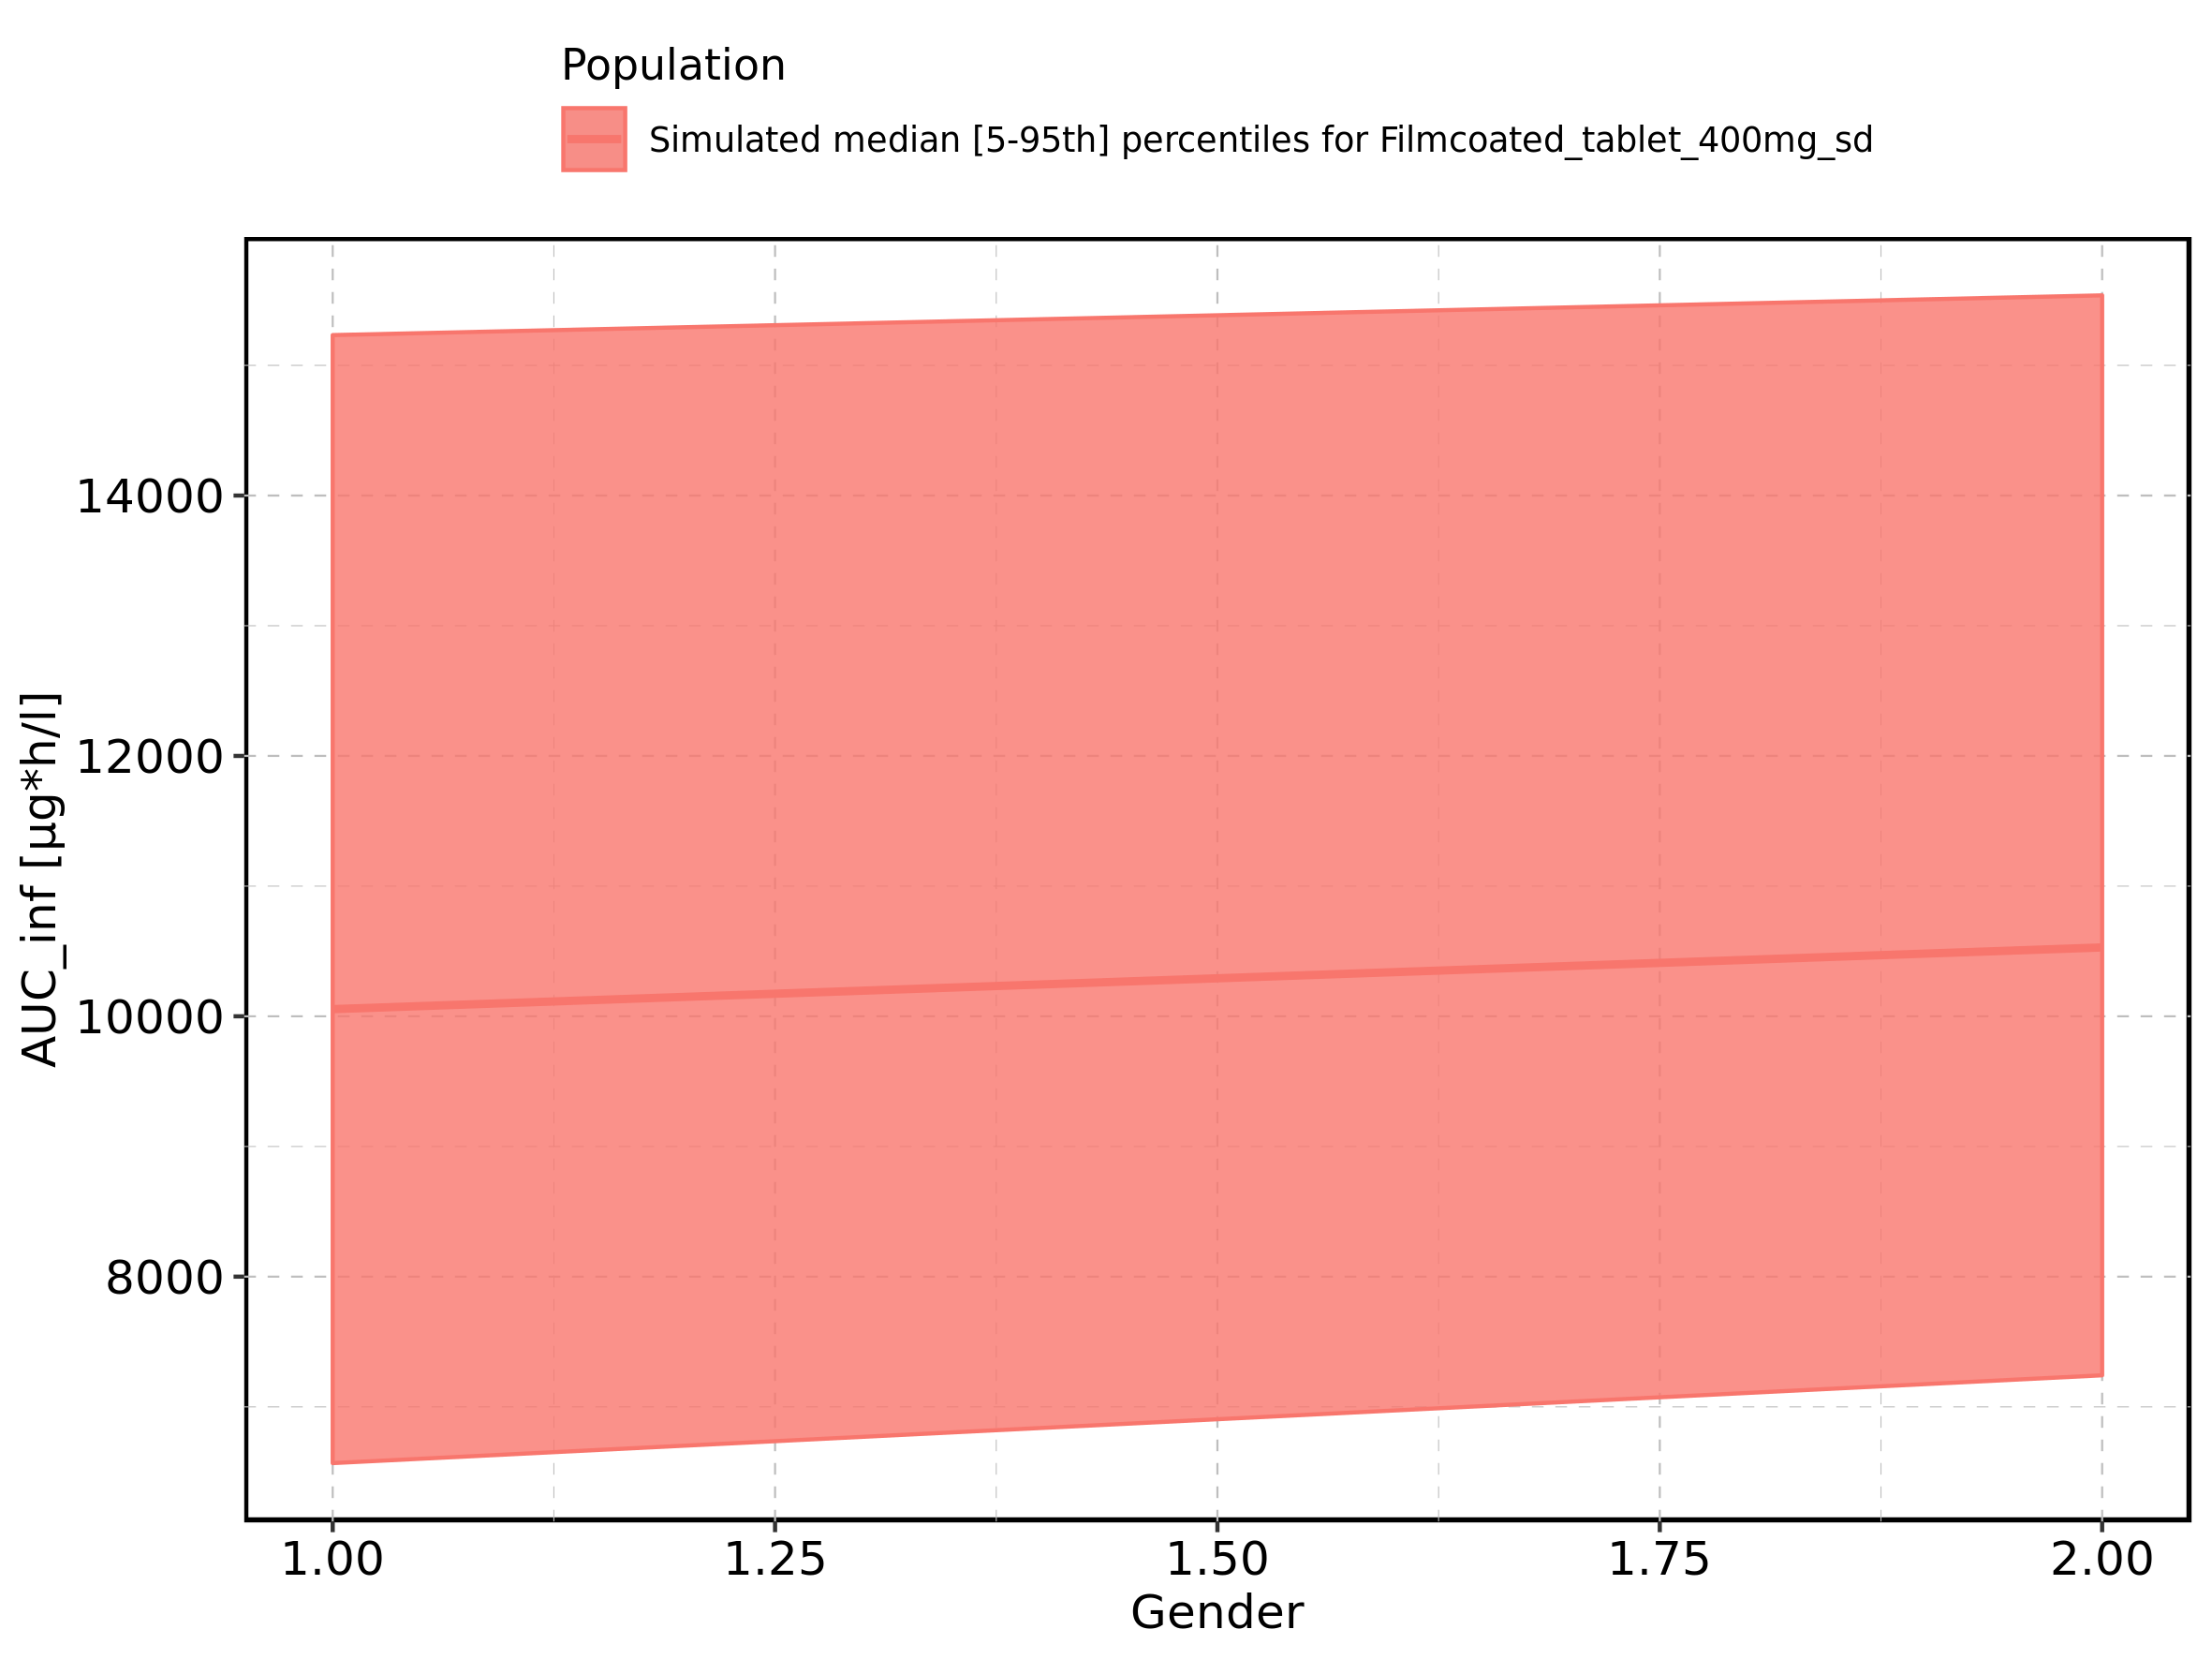 Population
Simulated median [5-95th] percentiles for Filmcoated_tablet_400mg_sd
AUC_inf [µg*h/l]
14000
12000
10000
8000
1.00 1.25 1.50 1.75 2.00
Gender